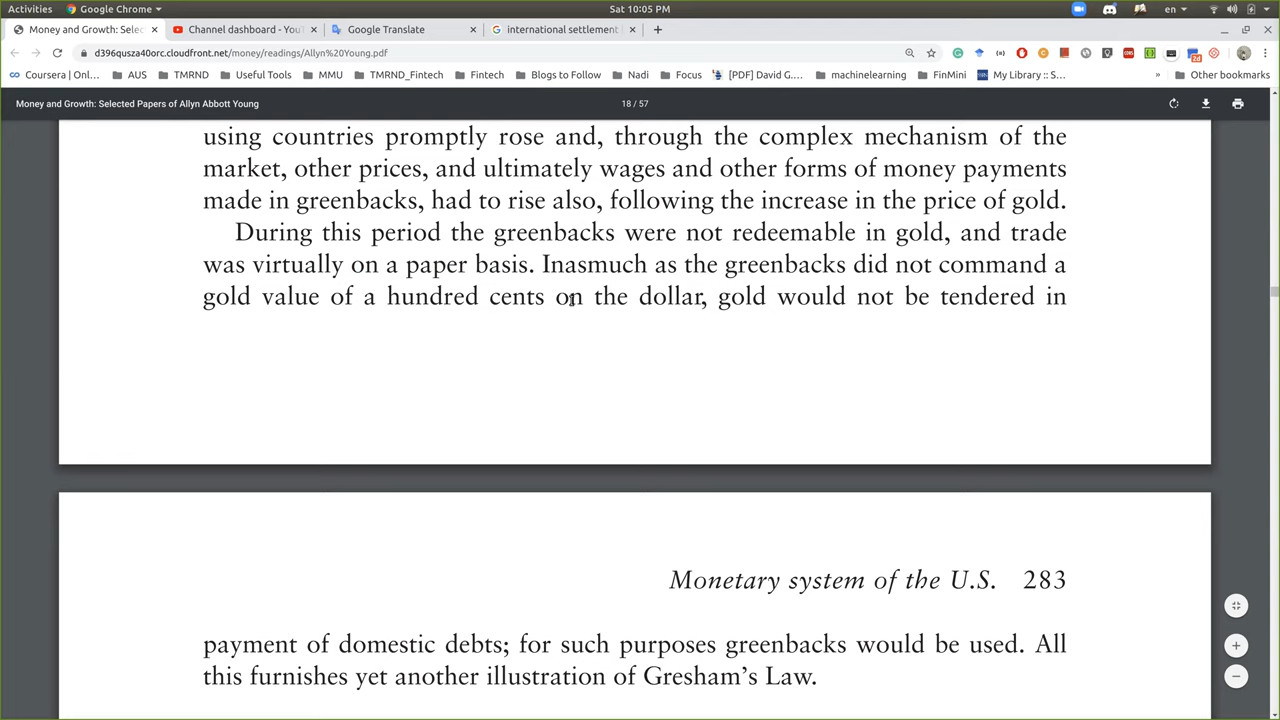 Activities
Google Chrome
Sat 10:05 PM
en
Money and Growth: Selec
Channel dashboard - YouT
Google Translate
international settlement
d396qusza40orc.cloudfront.net/money/readings/Allyn%20Young.pdf
Coursera | Onl...
AUS
TMRND
Useful Tools
MMU
TMRND_Fintech
Fintech
Blogs to Follow
Nadi
Focus
[PDF] David G....
machinelearning
FinMini
My Library :: S...
»
Other bookmarks
Money and Growth: Selected Papers of Allyn Abbott Young
18 / 57
using countries promptly rose and, through the complex mechanism of the
market, other prices, and ultimately wages and other forms of money payments
made in greenbacks, had to rise also, following the increase in the price of gold.
During this period the greenbacks were not redeemable in gold, and trade
was virtually on a paper basis. Inasmuch as the greenbacks did not command a
gold value of a hundred cents on the dollar, gold would not be tendered in
Monetary system of the U.S. 283
payment of domestic debts; for such purposes greenbacks would be used. All
this furnishes yet another illustration of Gresham's Law.